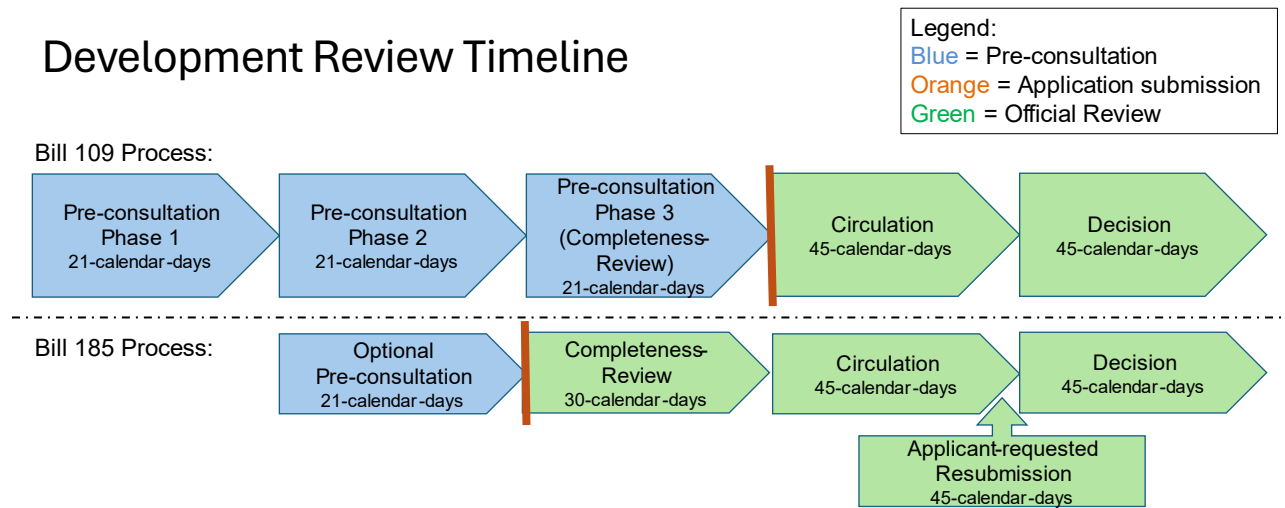 Development Review Timeline
Legend:
Blue = Pre-consultation
Orange = Application submission
Green = Official Review
Bill 109 Process:
Pre-consultation
Phase 1
21-calendar-days
Pre-consultation
Phase 2
21-calendar-days
Pre-consultation
Phase 3
(Completeness-
Review)
21-calendar-days
Circulation
45-calendar-days
Decision
45-calendar-days
Bill 185 Process:
Optional
Pre-consultation
21-calendar-days
Completeness-
Review
30-calendar-days
Circulation
45-calendar-days
Decision
45-calendar-days
Applicant-requested
Resubmission
45-calendar-days